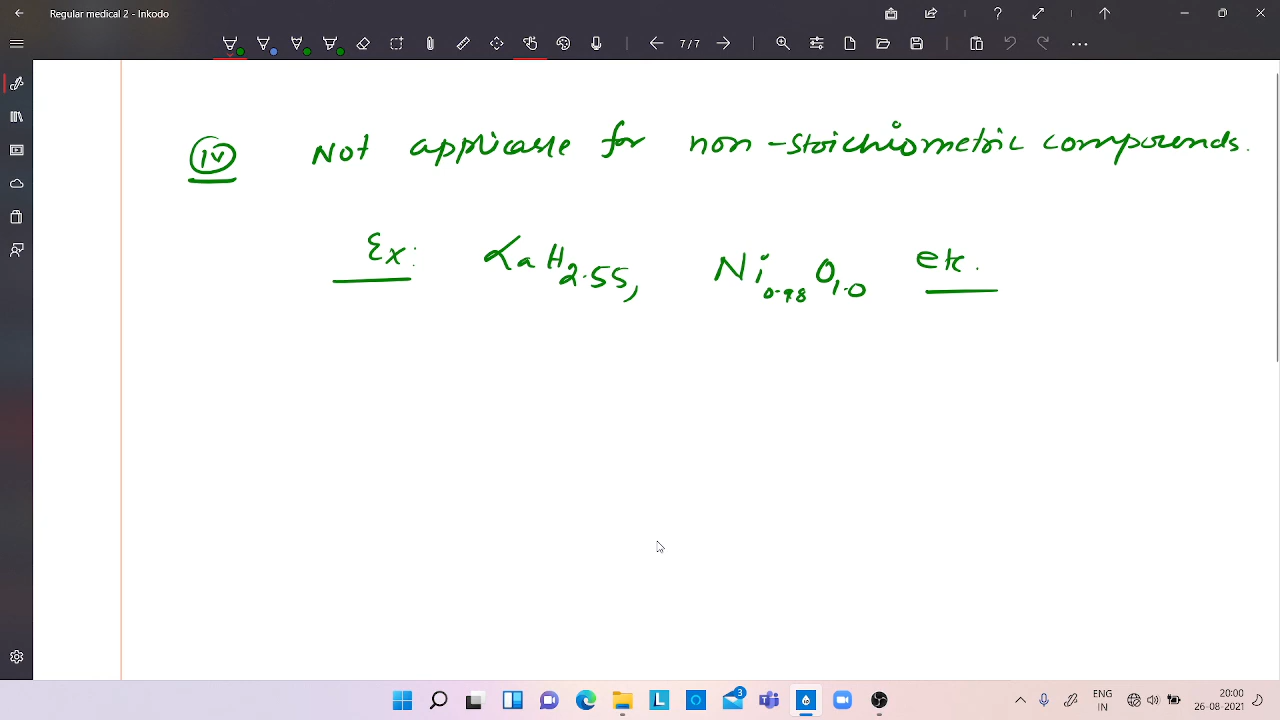 Regular medical 2 - Inkodo
7/7
(iv) Not applicable for non-stoichiometric compounds.
Ex: LaH2.55, Ni0.98O1.0 etc.
3
ENG
IN
20:00
26-08-2021